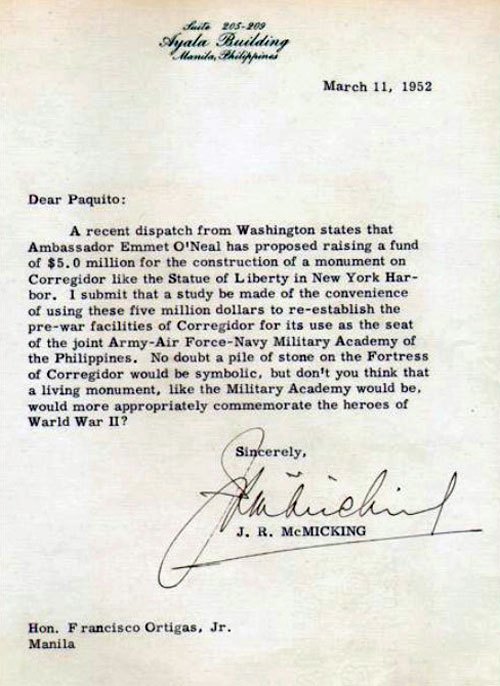 Suite 205-209
Ayala Building
Manila, Philippines
March 11, 1952
Dear Paquito:
A recent dispatch from Washington states that
Ambassador Emmet O'Neal has proposed raising a fund
of $5.0 million for the construction of a monument on
Corregidor like the Statue of Liberty in New York Har-
bor. I submit that a study be made of the convenience
of using these five million dollars to re-establish the
pre-war facilities of Corregidor for its use as the seat
of the joint Army-Air Force-Navy Military Academy of
the Philippines. No doubt a pile of stone on the Fortress
of Corregidor would be symbolic, but don't you think that
a living monument, like the Military Academy would be,
would more appropriately commemorate the heroes of
World War II?
Sincerely,
J. R. McMICKING
Hon. Francisco Ortigas, Jr.
Manila